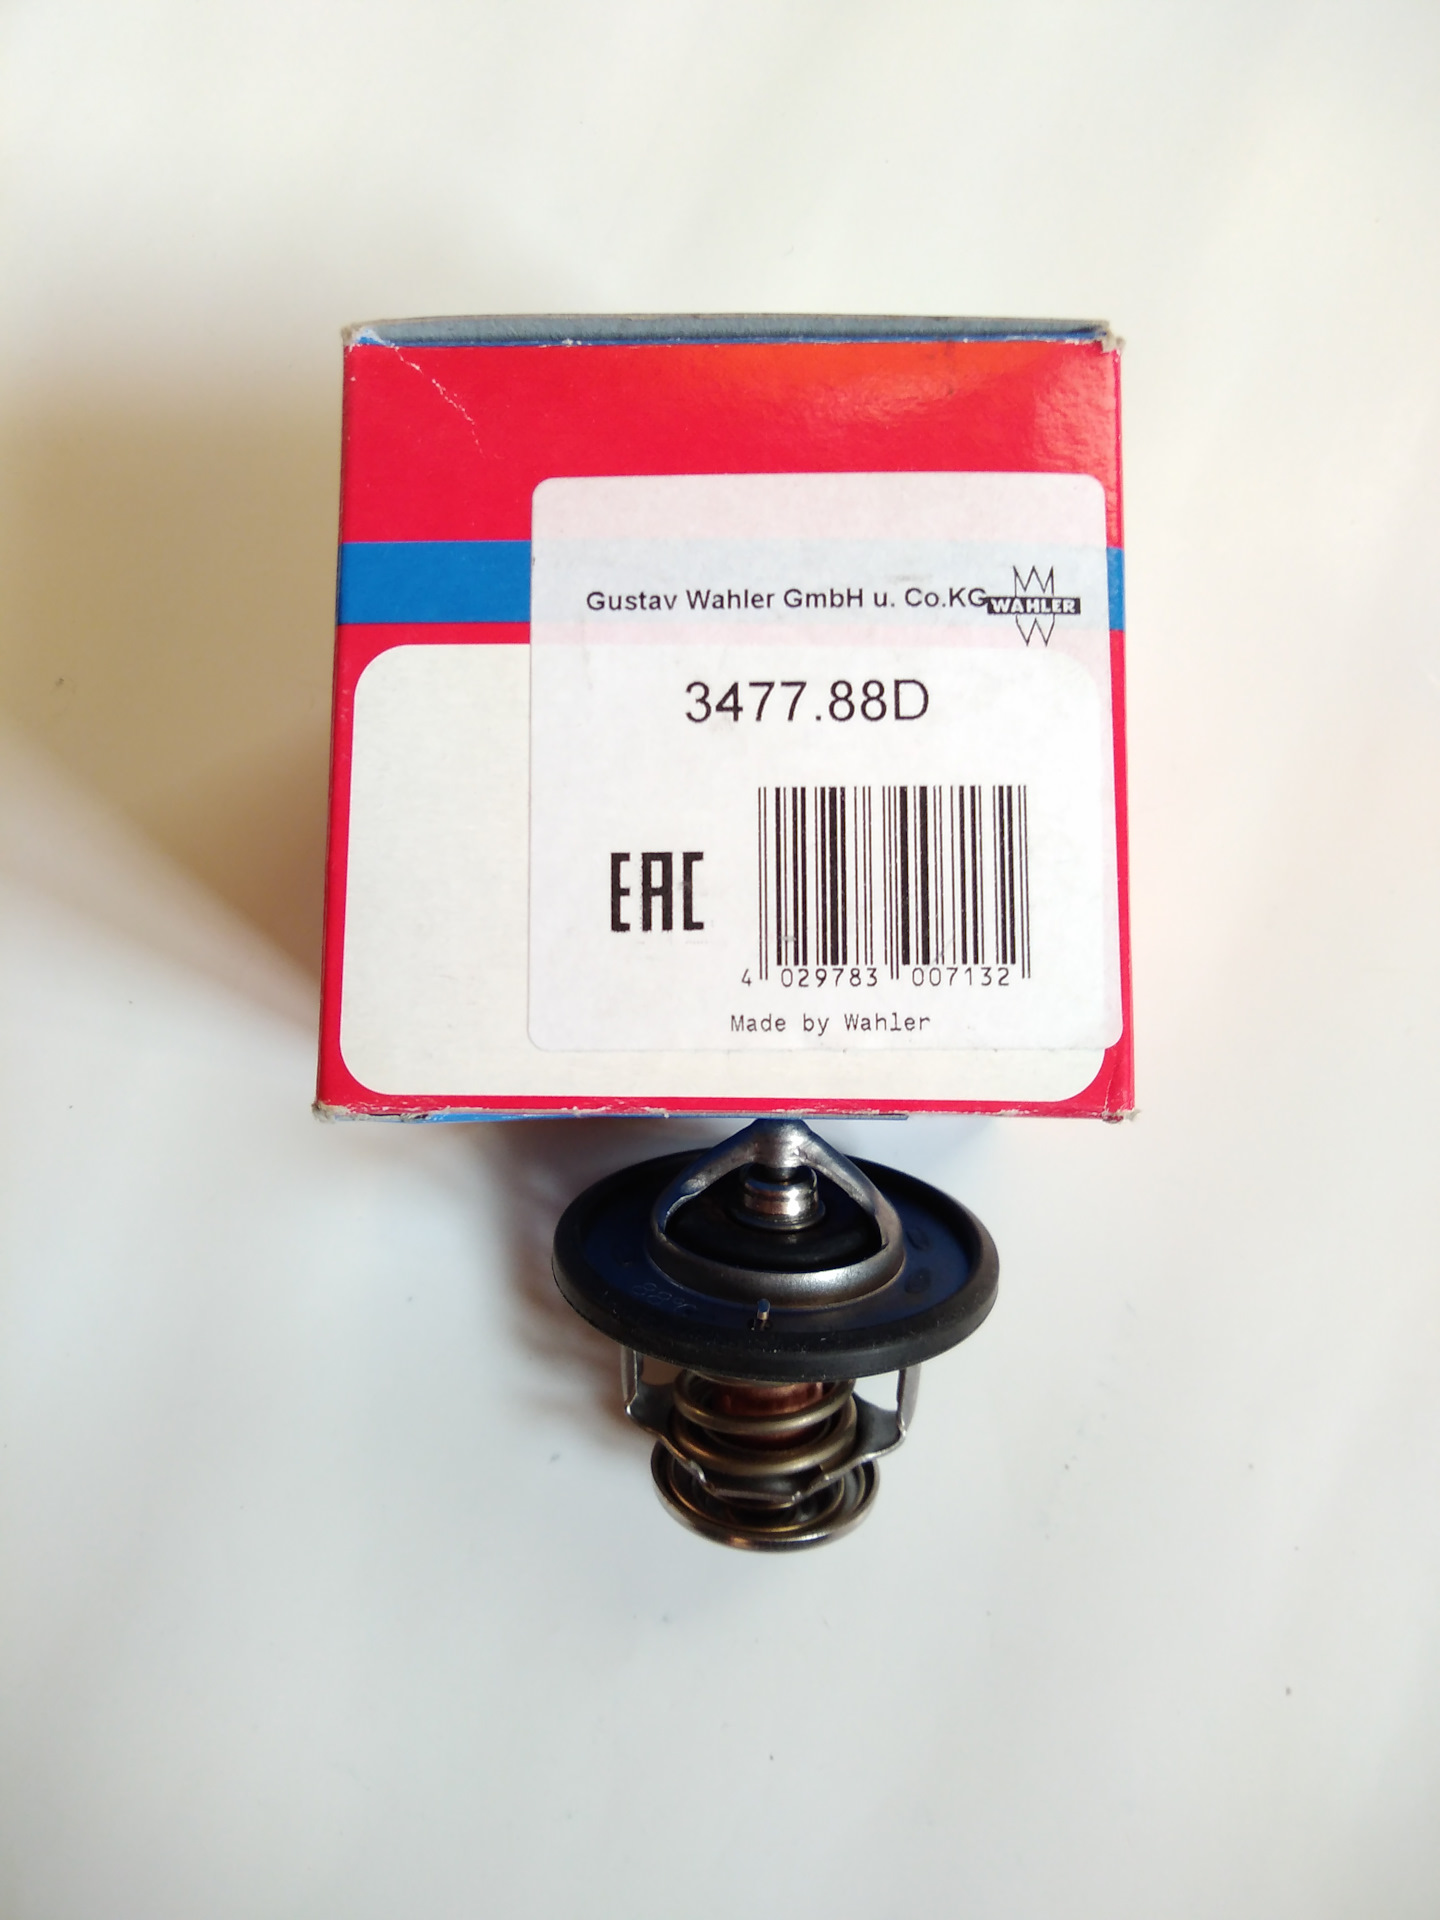 Gustav Wahler GmbH u. Co.KG
WAHLER
3477.88D
EAC
4 029783 007132
Made by Wahler